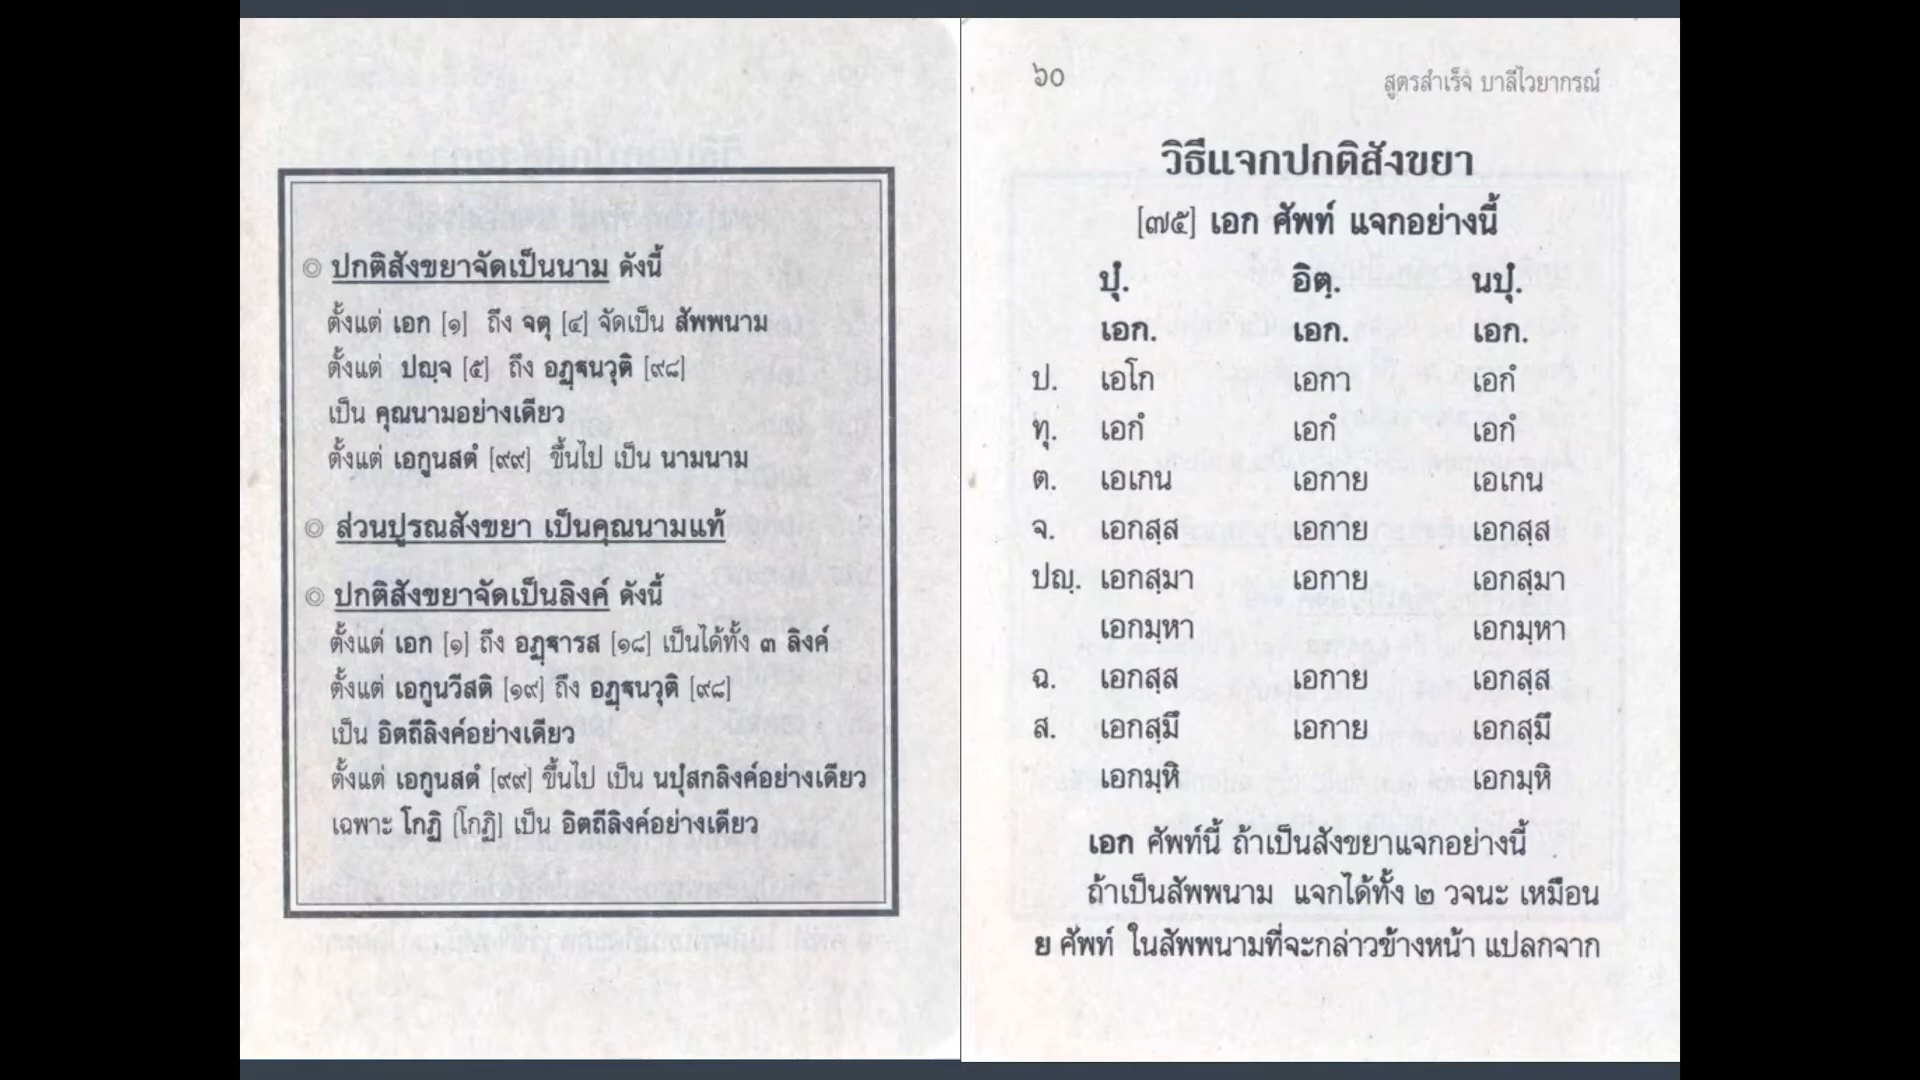 ◎ ปกติสังขยาจัดเป็นนาม ดังนี้
ตั้งแต่ เอก [๑] ถึง จตุ [๔] จัดเป็น สัพพนาม
ตั้งแต่ ปญฺจ [๕] ถึง อฏฺฐนวุติ [๙๘]
เป็น คุณนามอย่างเดียว
ตั้งแต่ เอกูนสตํ [๙๙] ขึ้นไป เป็น นามนาม
◎ ส่วนปูรณสังขยา เป็นคุณนามแท้
◎ ปกติสังขยาจัดเป็นลิงค์ ดังนี้
ตั้งแต่ เอก [๑] ถึง อฏฺฐารส [๑๘] เป็นได้ทั้ง ๓ ลิงค์
ตั้งแต่ เอกูนวีสติ [๑๙] ถึง อฏฺฐนวุติ [๙๘]
เป็น อิตถีลิงค์อย่างเดียว
ตั้งแต่ เอกูนสตํ [๙๙] ขึ้นไป เป็น นปุํสกลิงค์อย่างเดียว
เฉพาะ โกฏิ [โกฏิ] เป็น อิตถีลิงค์อย่างเดียว
๖๐ สูตรสำเร็จ บาลีไวยากรณ์
วิธีแจกปกติสังขยา
[๗๕] เอก ศัพท์ แจกอย่างนี้
ปุํ. อิตฺ. นปุํ.
เอก. เอก. เอก.
ป. เอโก เอกา เอกํ
ทุ. เอกํ เอกํ เอกํ
ต. เอเกน เอกาย เอเกน
จ. เอกสฺส เอกาย เอกสฺส
ปญฺ. เอกสฺมา เอกาย เอกสฺมา
เอกมฺหา เอกมฺหา
ฉ. เอกสฺส เอกาย เอกสฺส
ส. เอกสฺมึ เอกาย เอกสฺมึ
เอกมฺหิ เอกมฺหิ
เอก ศัพท์นี้ ถ้าเป็นสังขยาแจกอย่างนี้
ถ้าเป็นสัพพนาม แจกได้ทั้ง ๒ วจนะ เหมือน
ย ศัพท์ ในสัพพนามที่จะกล่าวข้างหน้า แปลกจาก